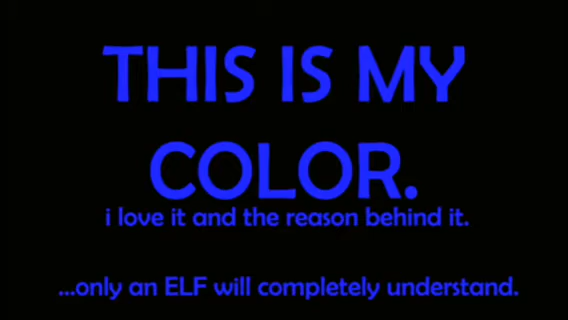 THIS IS MY
COLOR.
i love it and the reason behind it.
...only an ELF will completely understand.